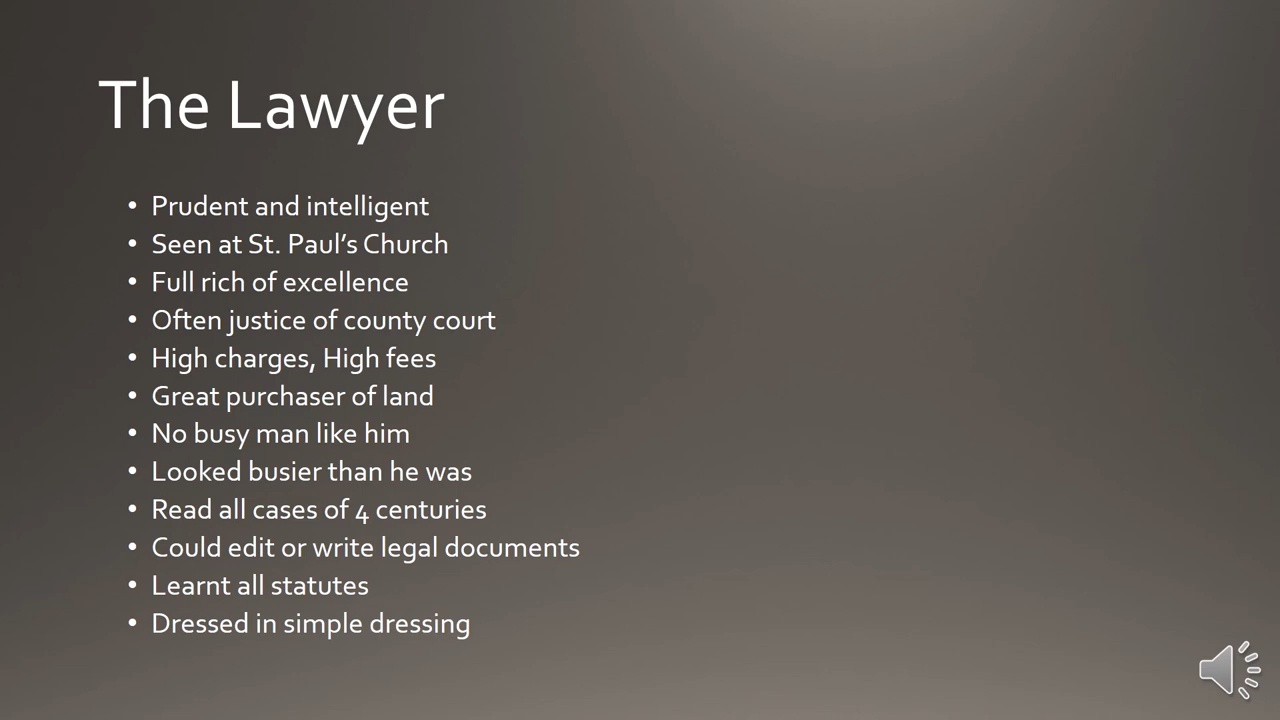 The Lawyer
• Prudent and intelligent
• Seen at St. Paul’s Church
• Full rich of excellence
• Often justice of county court
• High charges, High fees
• Great purchaser of land
• No busy man like him
• Looked busier than he was
• Read all cases of 4 centuries
• Could edit or write legal documents
• Learnt all statutes
• Dressed in simple dressing